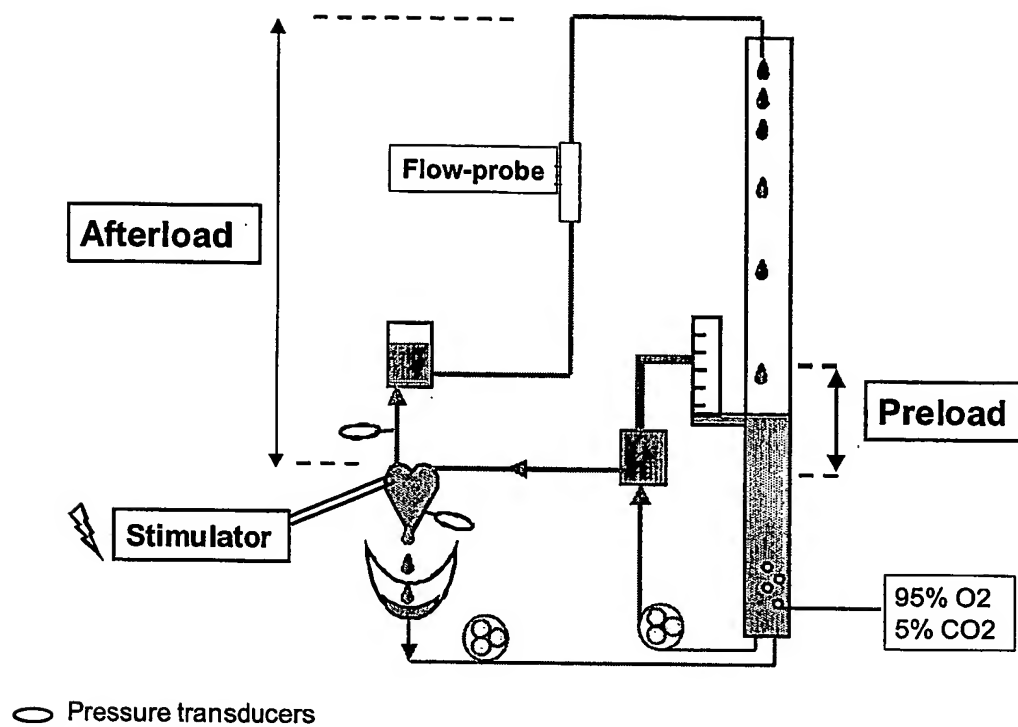 Flow-probe
Afterload
Preload
Stimulator
95% O2
5% CO2
Pressure transducers